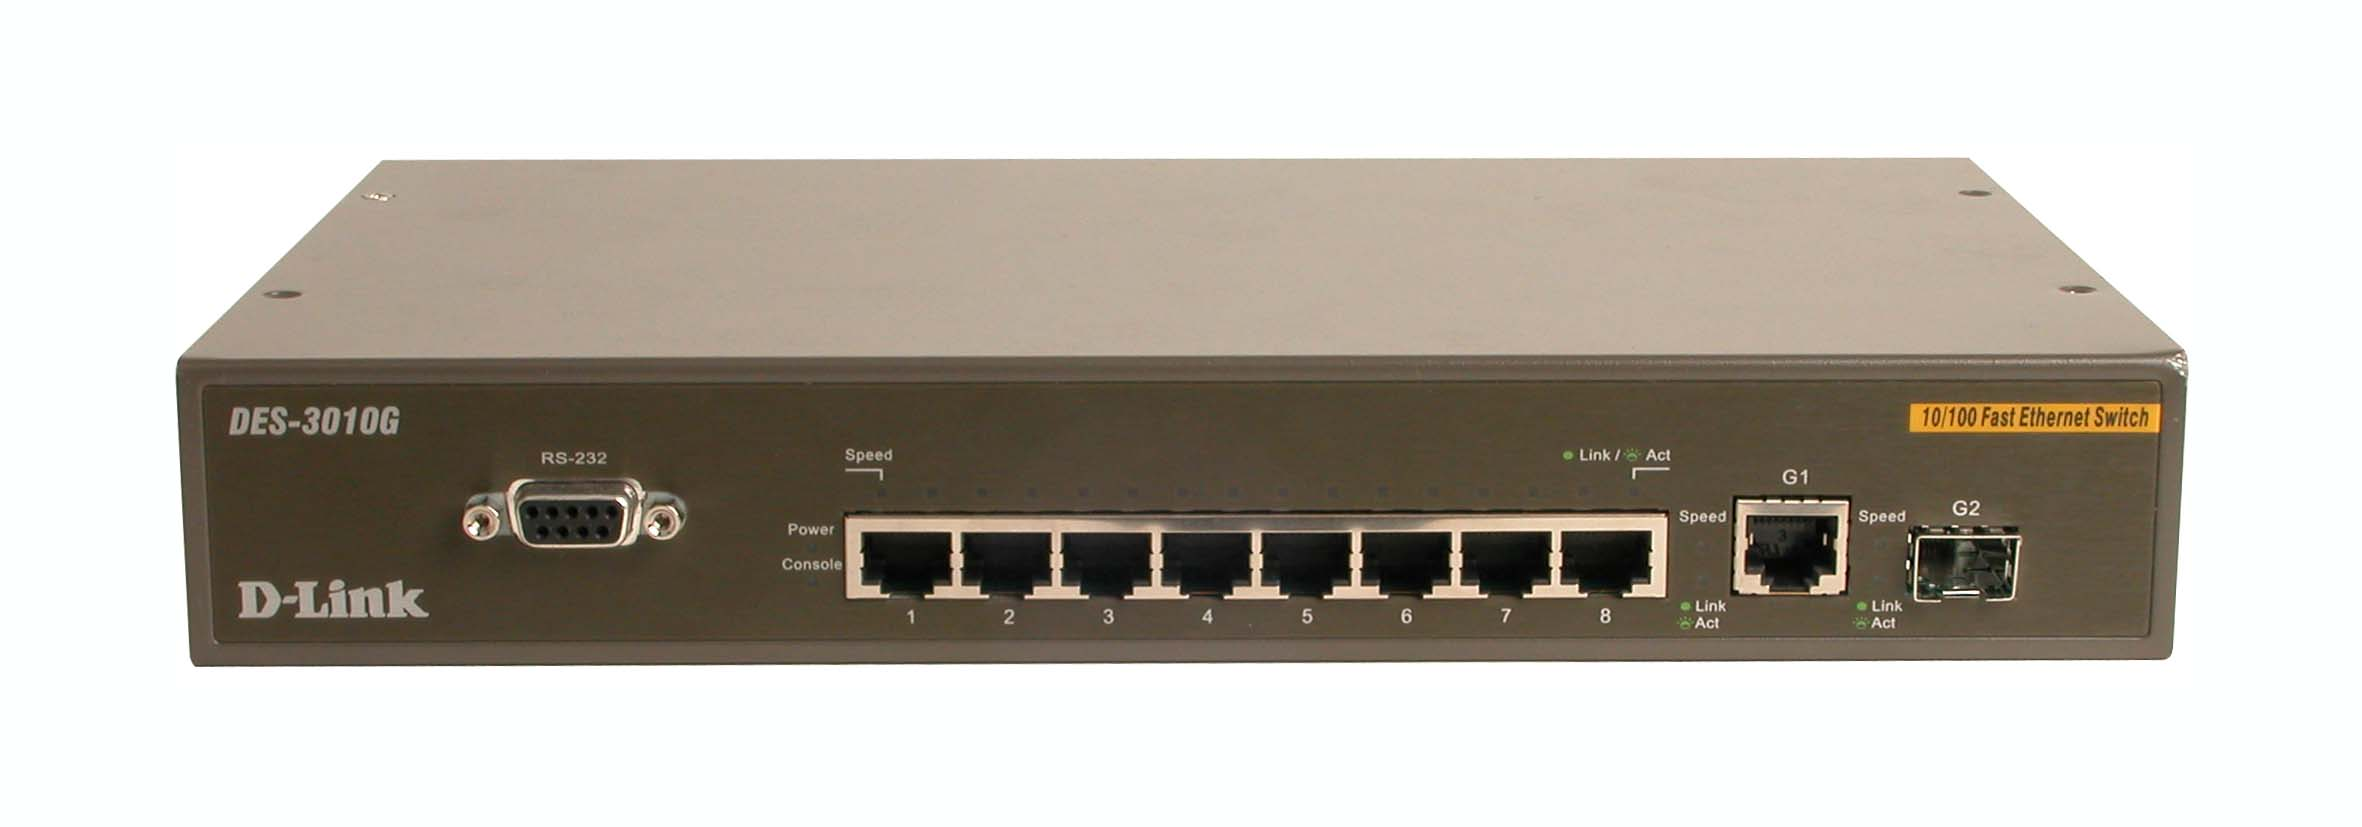 DES-3010G
10/100 Fast Ethernet Switch
RS-232
Speed
Link / Act
G1
G2
Power
Console
Speed
Speed
D-Link
1 2 3 4 5 6 7 8
Link
Act
Link
Act